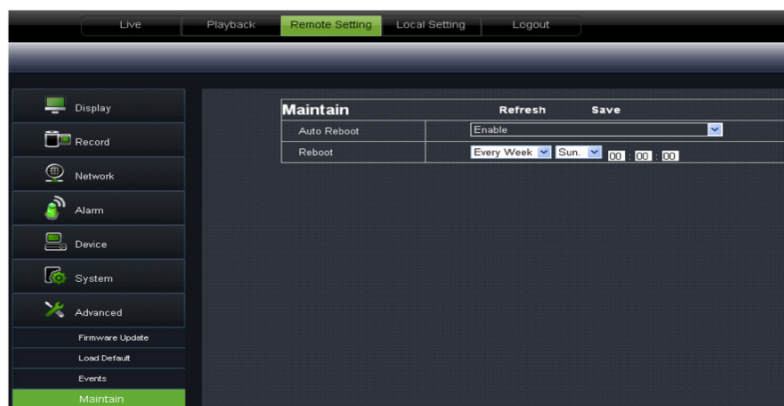 Live Playback Remote Setting Local Setting Logout
Display
Record
Network
Alarm
Device
System
Advanced
Firmware Update
Load Default
Events
Maintain
Maintain Refresh Save
Auto Reboot Enable
Reboot Every Week Sun. 00 : 00 : 00